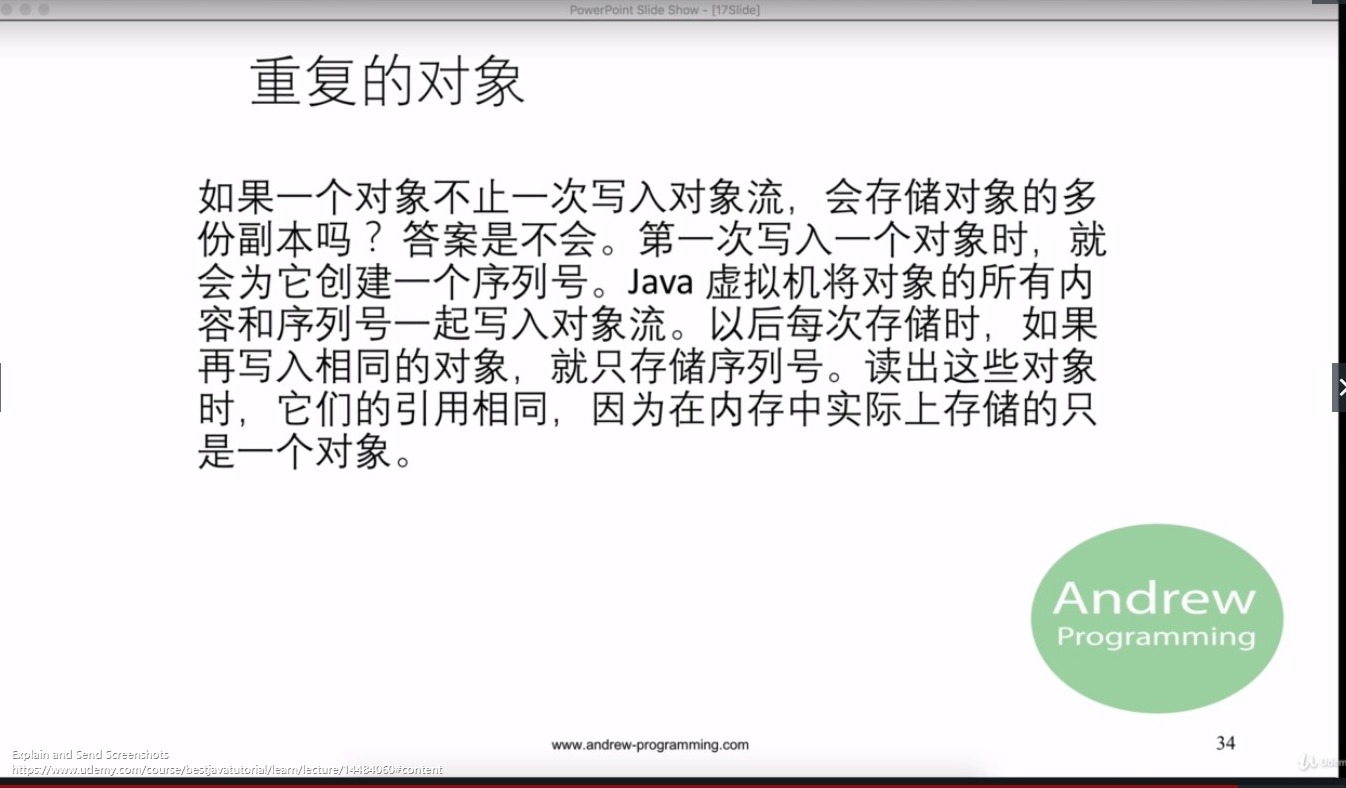 PowerPoint Slide Show - [17Slide]
重复的对象
如果一个对象不止一次写入对象流，会存储对象的多
份副本吗？答案是不会。第一次写入一个对象时，就
会为它创建一个序列号。Java 虚拟机将对象的所有内
容和序列号一起写入对象流。以后每次存储时，如果
再写入相同的对象，就只存储序列号。读出这些对象
时，它们的引用相同，因为在内存中实际上存储的只
是一个对象。
Andrew
Programming
www.andrew-programming.com
34
Explain and Send Screenshots
https://www.udemy.com/course/bestjavatutorial/learn/lecture/14484060#content